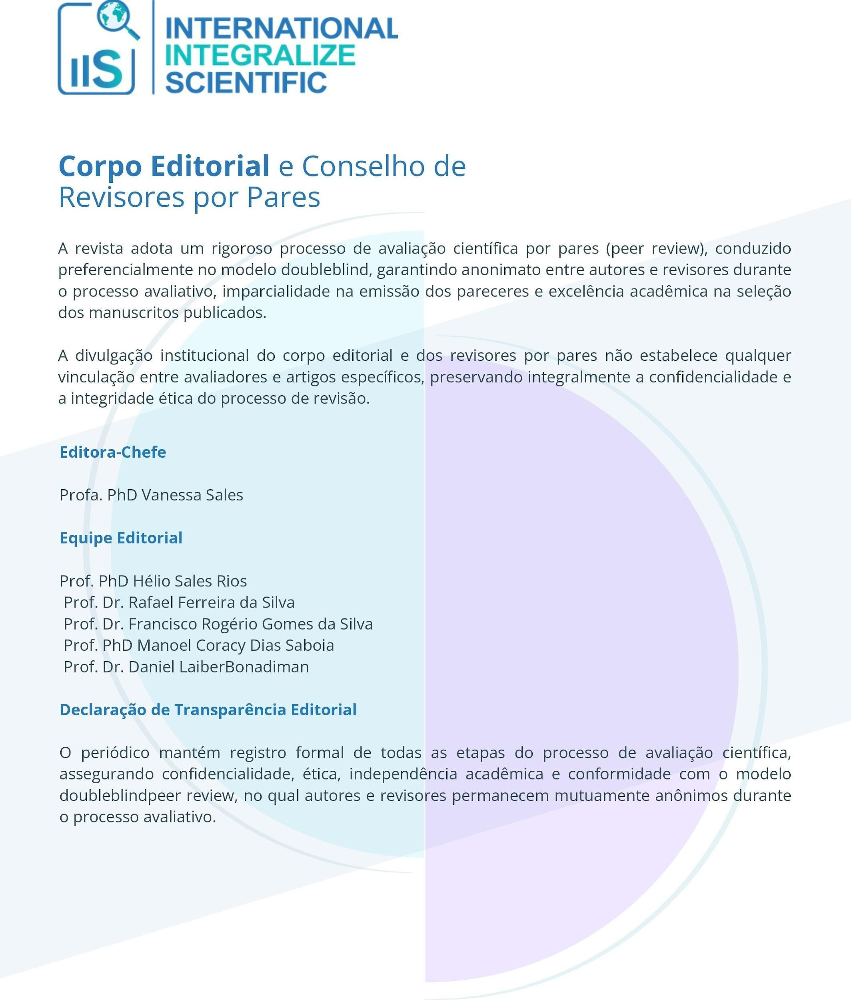 IIS
INTERNATIONAL
INTEGRALIZE
SCIENTIFIC
Corpo Editorial e Conselho de
Revisores por Pares
A revista adota um rigoroso processo de avaliação científica por pares (peer review), conduzido
preferencialmente no modelo doubleblind, garantindo anonimato entre autores e revisores durante
o processo avaliativo, imparcialidade na emissão dos pareceres e excelência acadêmica na seleção
dos manuscritos publicados.
A divulgação institucional do corpo editorial e dos revisores por pares não estabelece qualquer
vinculação entre avaliadores e artigos específicos, preservando integralmente a confidencialidade e
a integridade ética do processo de revisão.
Editora-Chefe
Profa. PhD Vanessa Sales
Equipe Editorial
Prof. PhD Hélio Sales Rios
Prof. Dr. Rafael Ferreira da Silva
Prof. Dr. Francisco Rogério Gomes da Silva
Prof. PhD Manoel Coracy Dias Saboia
Prof. Dr. Daniel LaiberBonadiman
Declaração de Transparência Editorial
O periódico mantém registro formal de todas as etapas do processo de avaliação científica,
assegurando confidencialidade, ética, independência acadêmica e conformidade com o modelo
doubleblindpeer review, no qual autores e revisores permanecem mutuamente anônimos durante
o processo avaliativo.